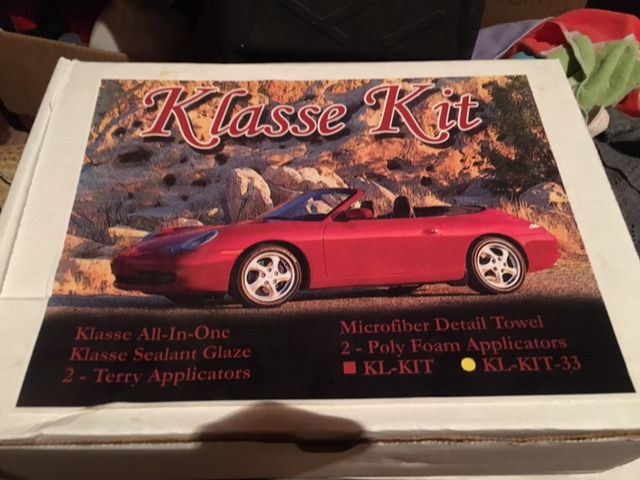 Klasse Kit
Klasse All-In-One
Klasse Sealant Glaze
2 - Terry Applicators
Microfiber Detail Towel
2 - Poly Foam Applicators
KL-KIT KL-KIT-33